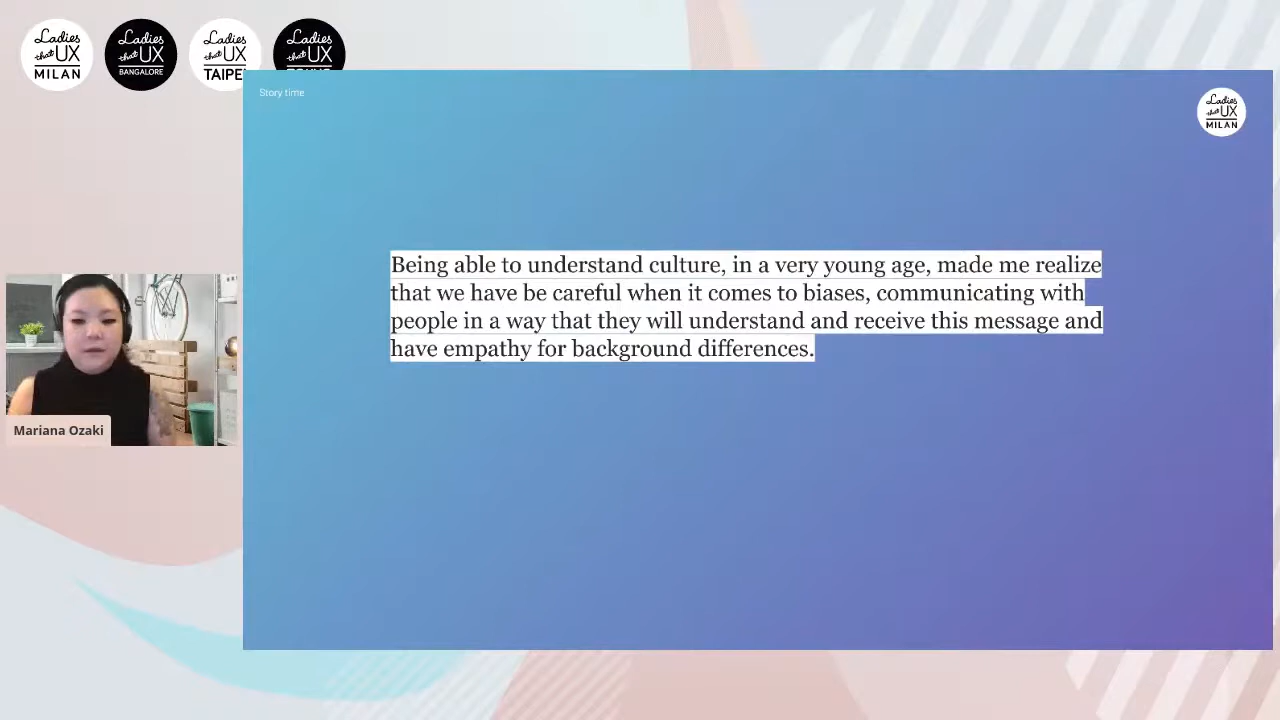 Ladies
that UX
MILAN
Ladies
that UX
BANGALORE
Ladies
that UX
TAIPEI
Ladies
that UX
Story time
Ladies
that UX
MILAN
Being able to understand culture, in a very young age, made me realize
that we have be careful when it comes to biases, communicating with
people in a way that they will understand and receive this message and
have empathy for background differences.
Mariana Ozaki